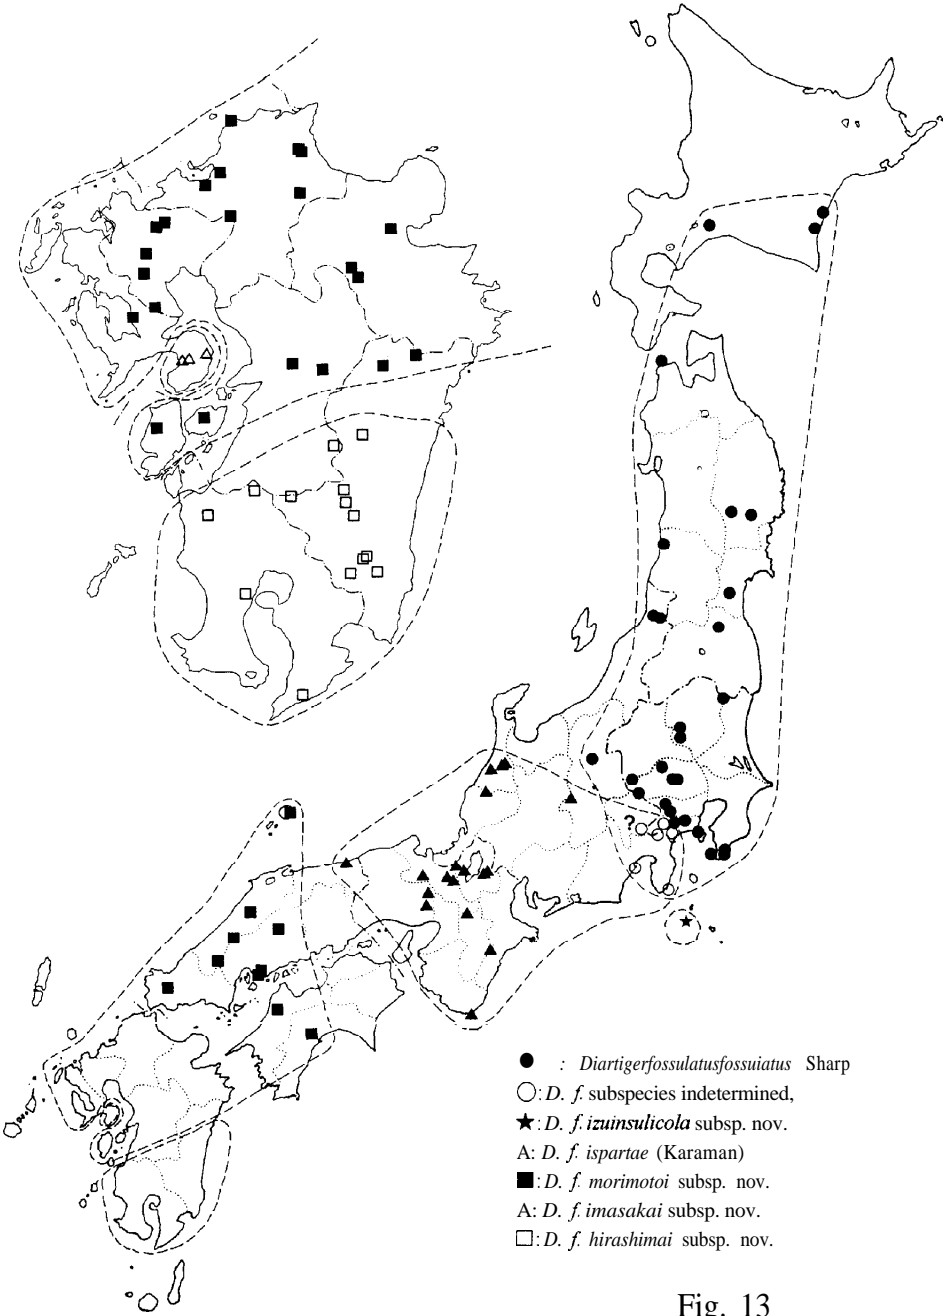 ?
● : Diartigerfossulatusfossuiatus Sharp
○: D. f. subspecies indetermined,
★: D. f. izuinsulicola subsp. nov.
A: D. f. ispartae (Karaman)
■: D. f. morimotoi subsp. nov.
A: D. f. imasakai subsp. nov.
□: D. f. hirashimai subsp. nov.
Fig. 13